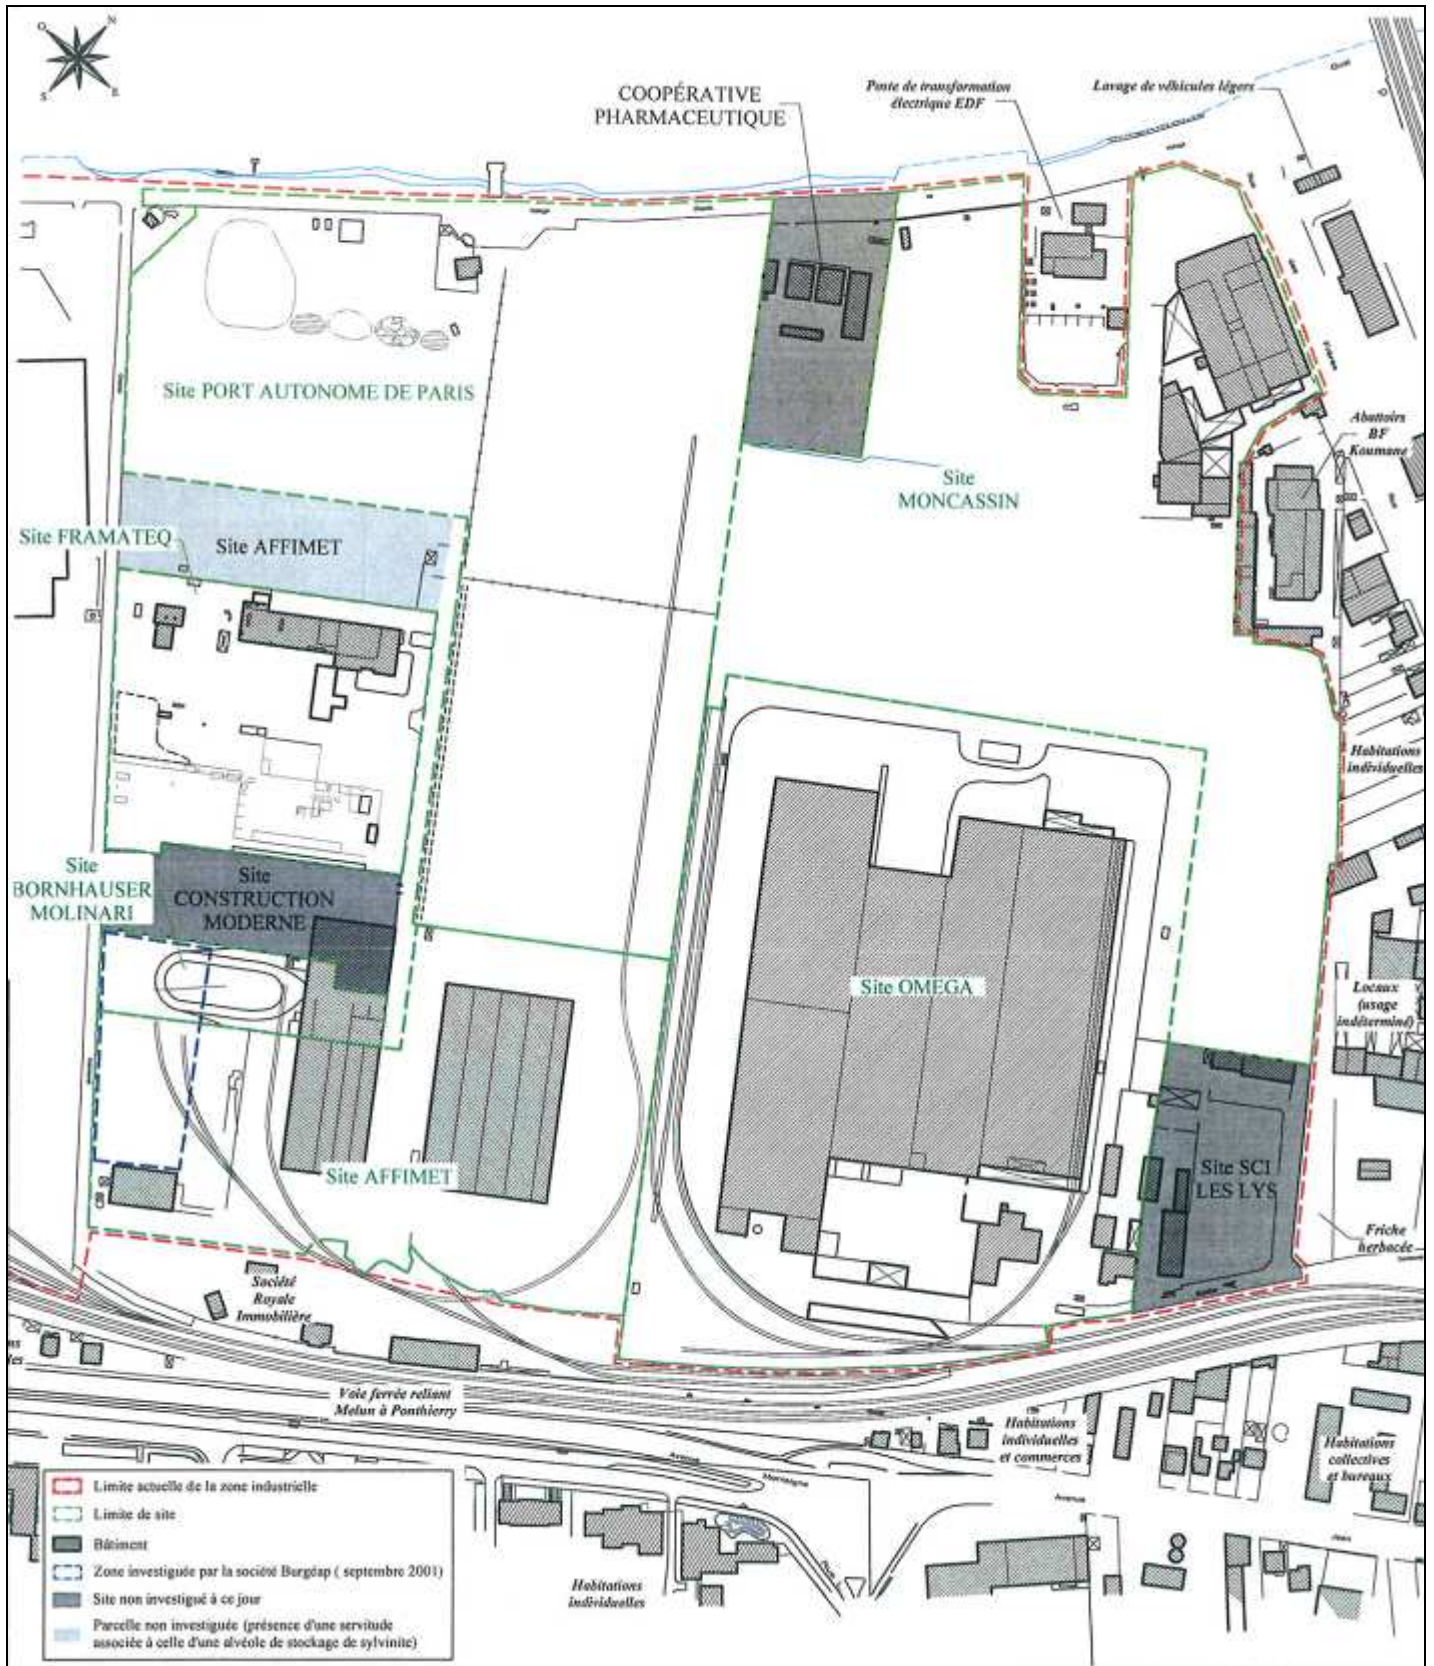 N
O
S
E
COOPÉRATIVE
PHARMACEUTIQUE
Poste de transformation
électrique EDF
Lavage de véhicules légers
Site PORT AUTONOME DE PARIS
Abattoirs
BF
Koumane
Site
MONCASSIN
Site FRAMATEQ
Site AFFIMET
Habitations
individuelles
Site
BORNHAUSER
MOLINARI
Site
CONSTRUCTION
MODERNE
Site OMEGA
Locaux
(usage
indéterminé)
Site AFFIMET
Site SCI
LES LYS
Friche
herbacée
Société
Royale
Immobilière
Voie ferrée reliant
Melun à Ponthierry
Habitations
individuelles
et commerces
Habitations
collectives
et bureaux
Avenue
Avenue
Jean
Habitations
individuelles
Limite actuelle de la zone industrielle
Limite de site
Bâtiment
Zone investiguée par la société Burgéap ( septembre 2001)
Site non investigué à ce jour
Parcelle non investiguée (présence d'une servitude
associée à celle d'une alvéole de stockage de sylvinite)